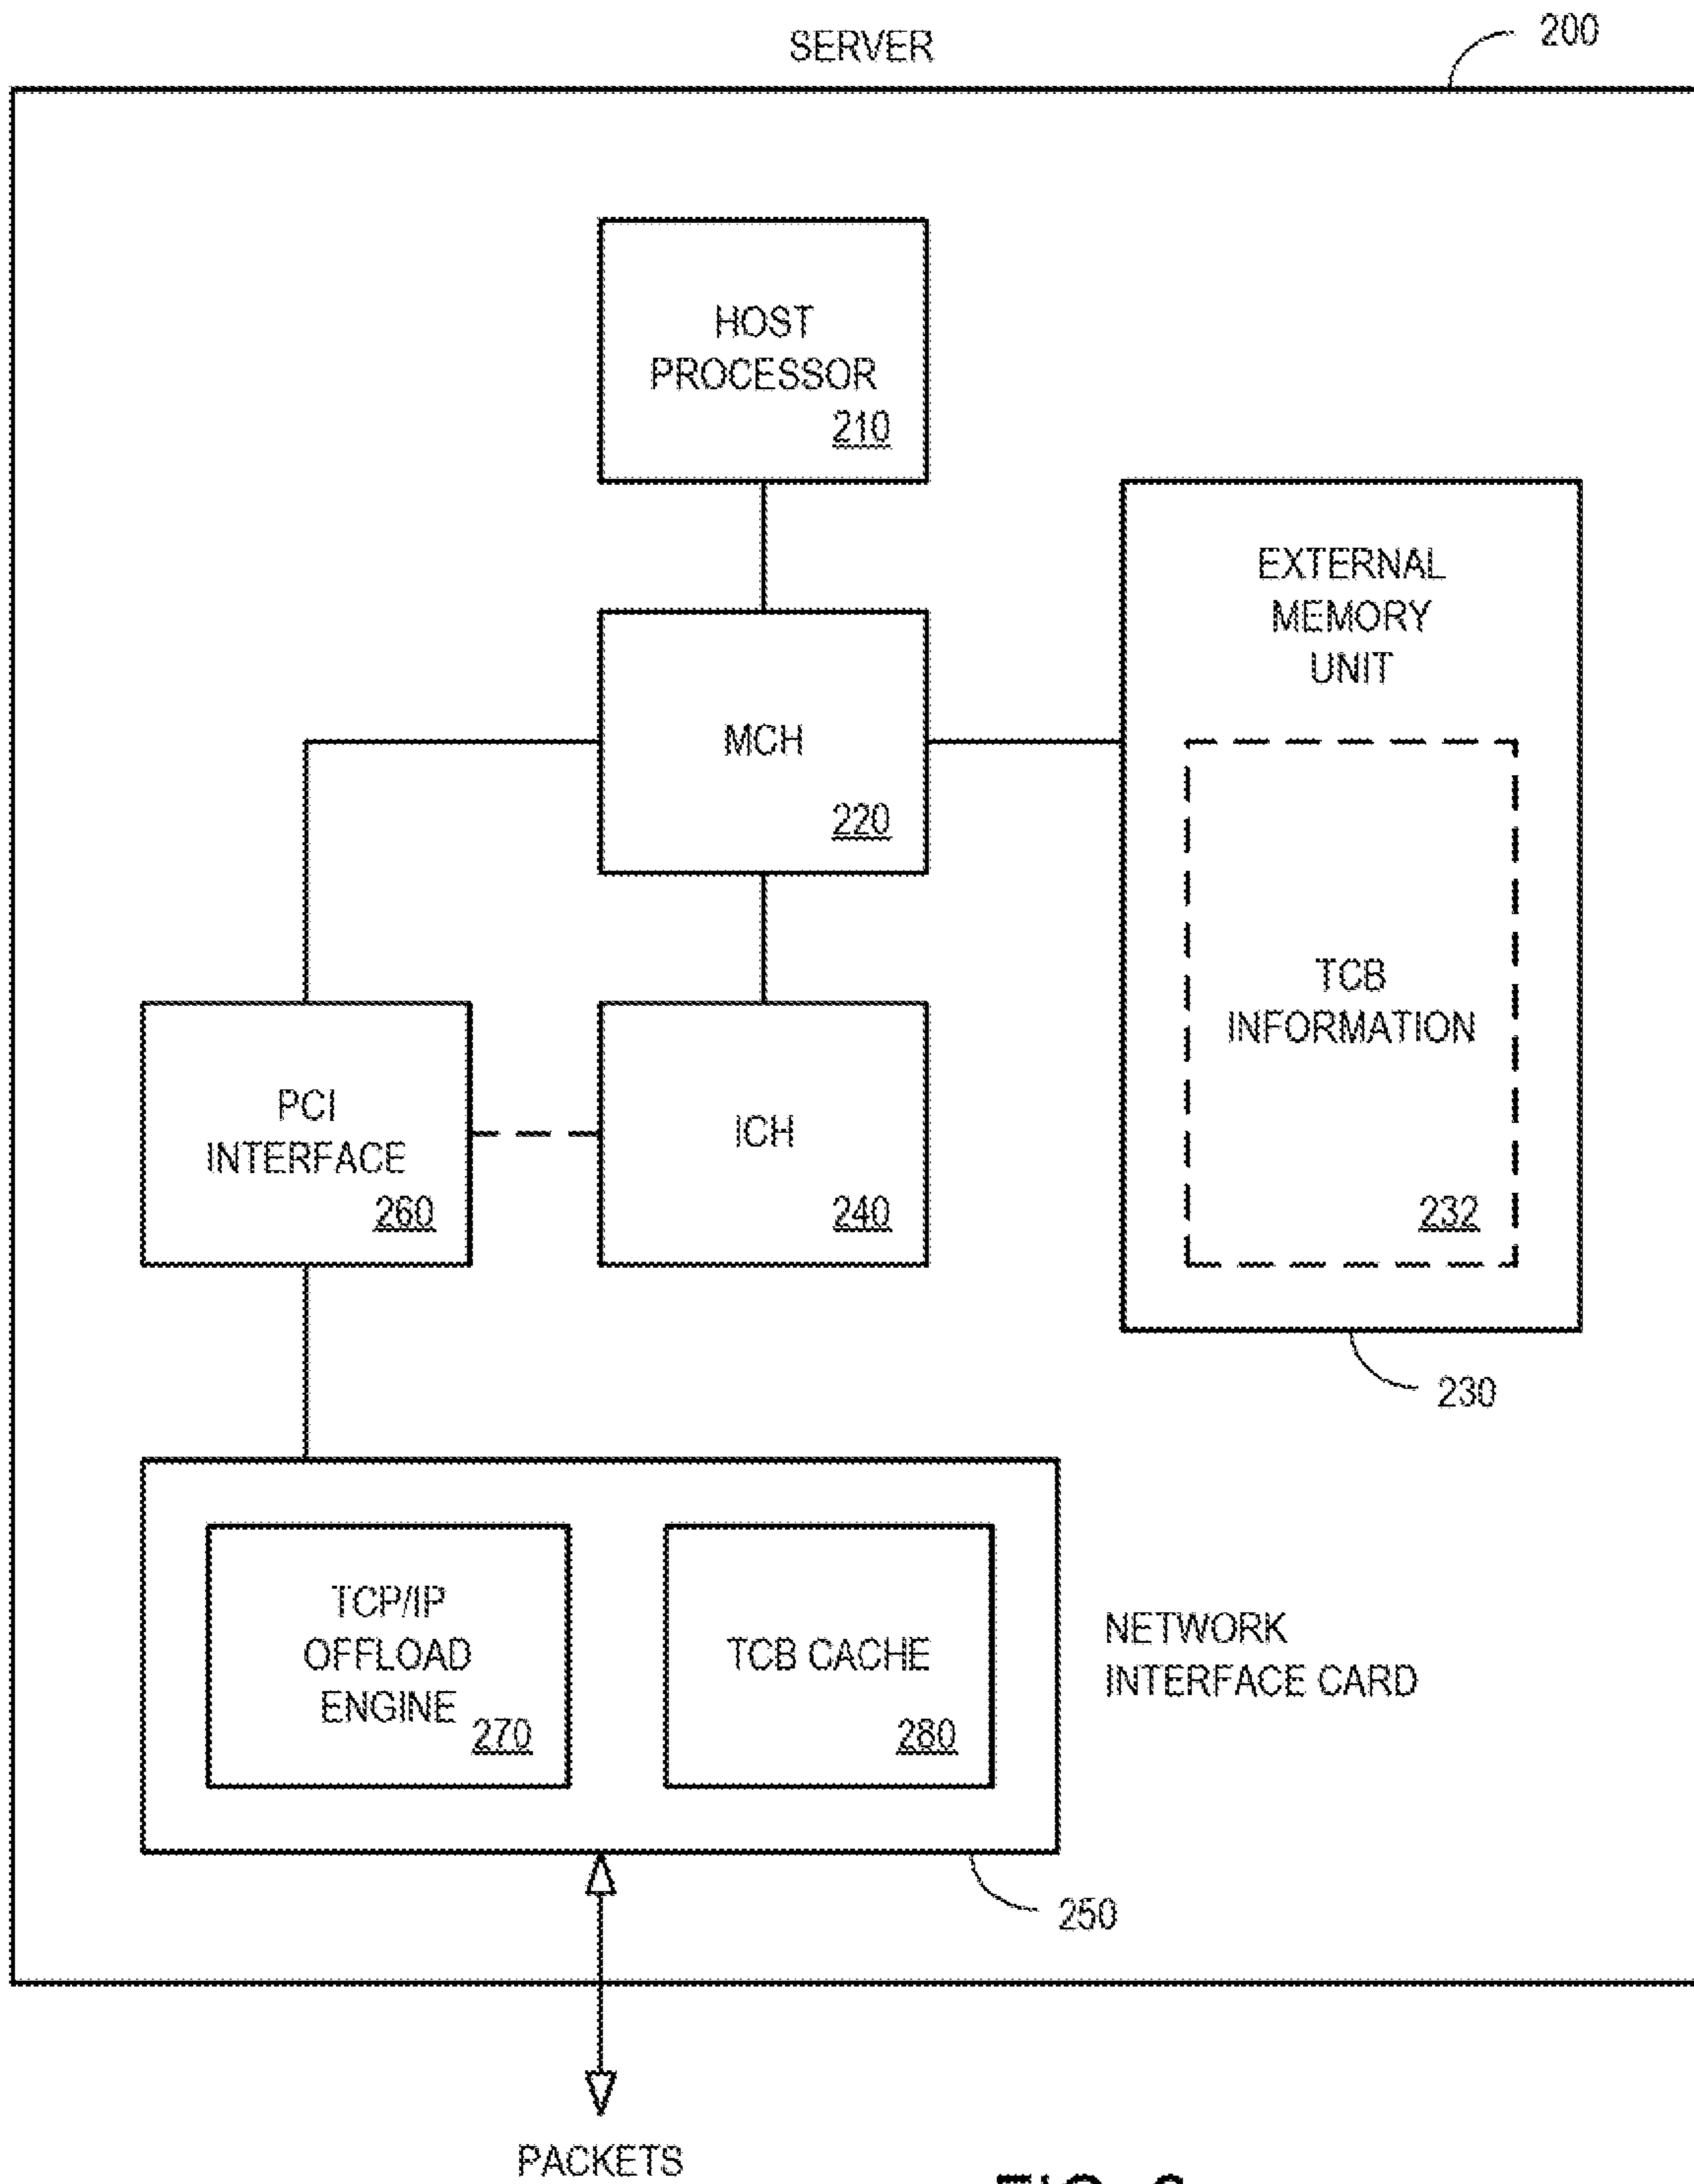 SERVER
200
HOST
PROCESSOR
210
EXTERNAL
MEMORY
UNIT
MCH
220
TCB
INFORMATION
232
PCI
INTERFACE
260
ICH
240
230
TCP/IP
OFFLOAD
ENGINE
270
TCB CACHE
280
NETWORK
INTERFACE CARD
250
PACKETS